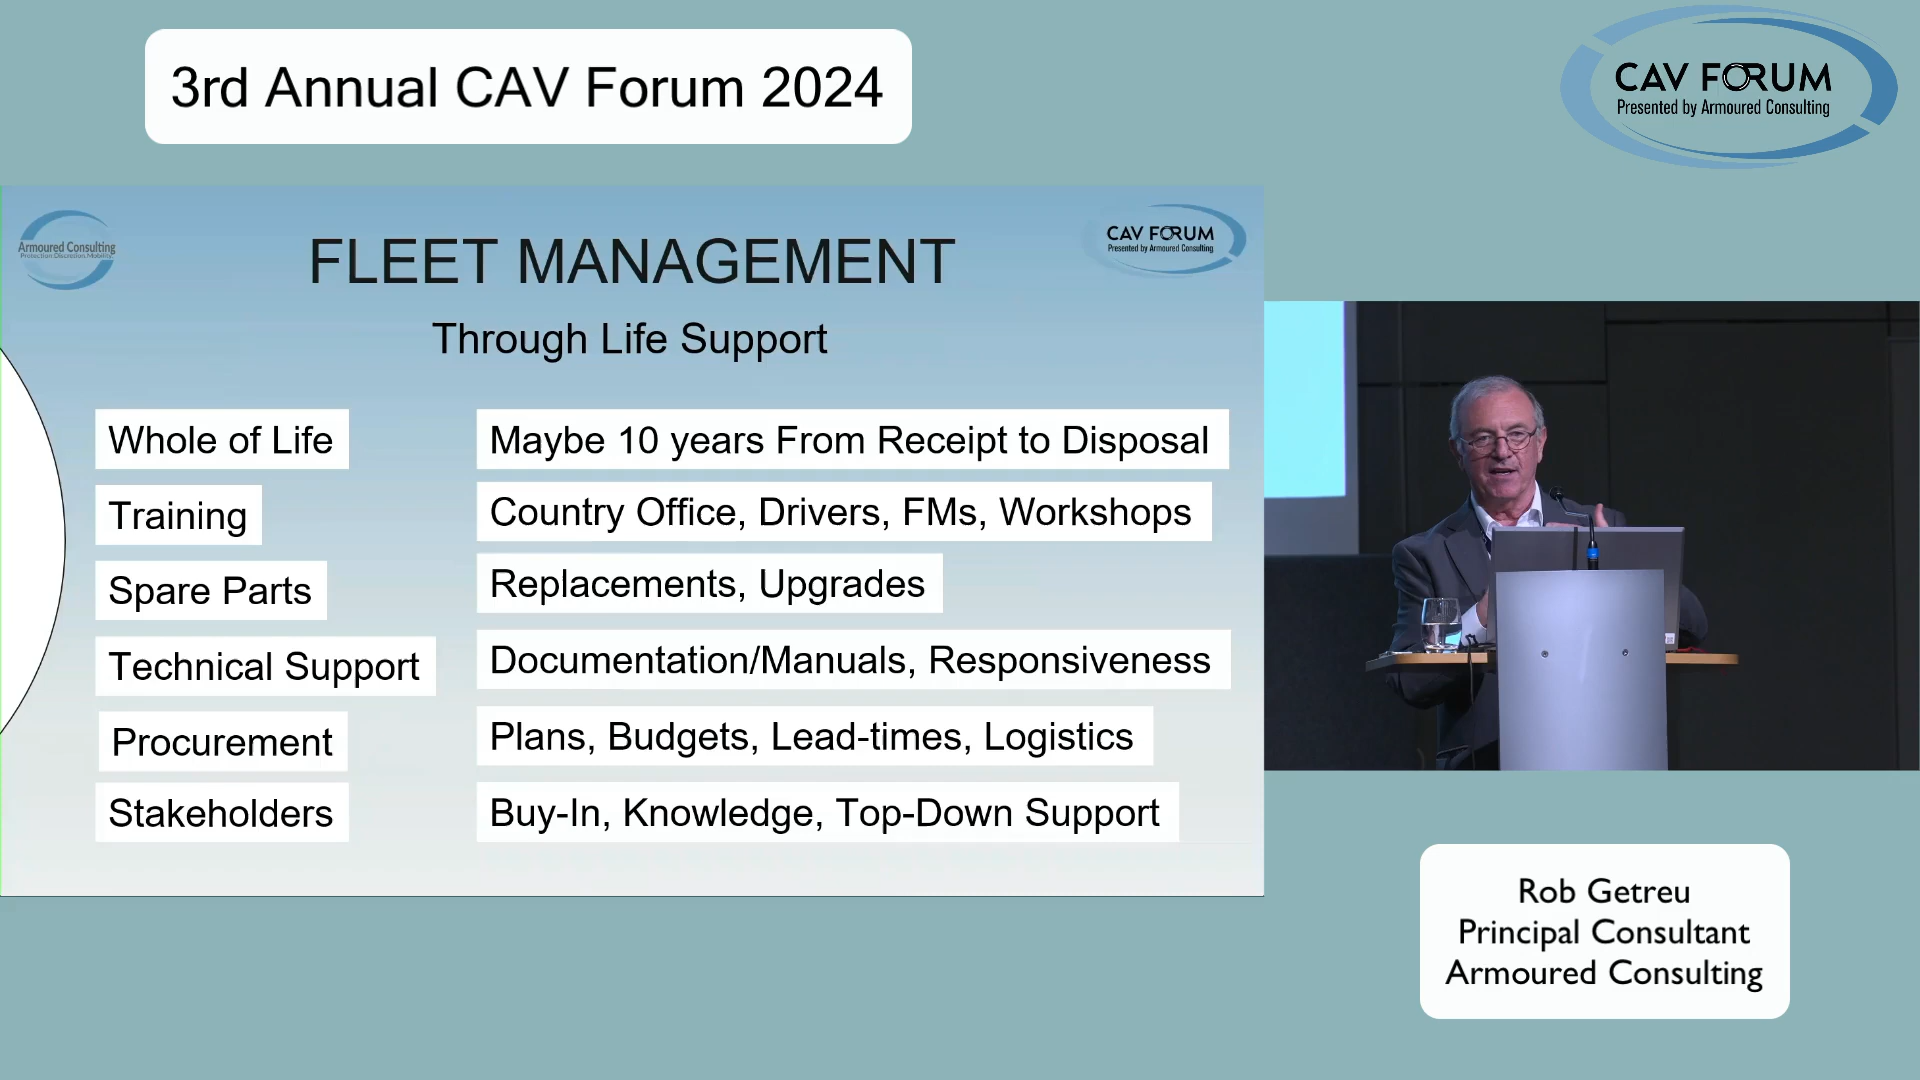 3rd Annual CAV Forum 2024
CAV FORUM
Presented by Armoured Consulting
Armoured Consulting
Protection.Discretion.Mobility
CAV FORUM
Presented by Armoured Consulting
FLEET MANAGEMENT
Through Life Support
Whole of Life
Maybe 10 years From Receipt to Disposal
Training
Country Office, Drivers, FMs, Workshops
Spare Parts
Replacements, Upgrades
Technical Support
Documentation/Manuals, Responsiveness
Procurement
Plans, Budgets, Lead-times, Logistics
Stakeholders
Buy-In, Knowledge, Top-Down Support
Rob Getreu
Principal Consultant
Armoured Consulting